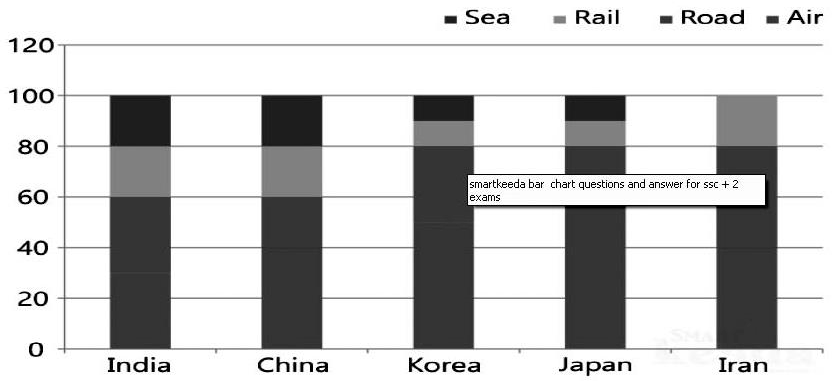 Sea Rail Road Air
120
100
80
60
40
20
0
smartkeeda bar chart questions and answer for ssc + 2
exams
India China Korea Japan Iran